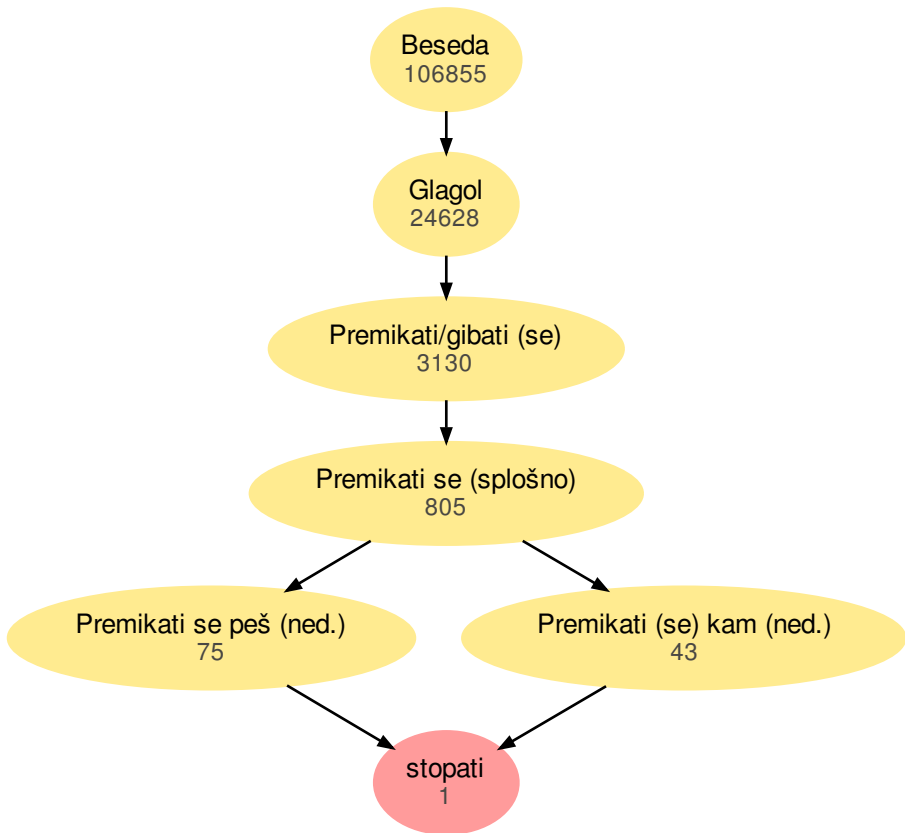 Beseda
106855
Glagol
24628
Premikati/gibati (se)
3130
Premikati se (splošno)
805
Premikati se peš (ned.)
75
Premikati (se) kam (ned.)
43
stopati
1